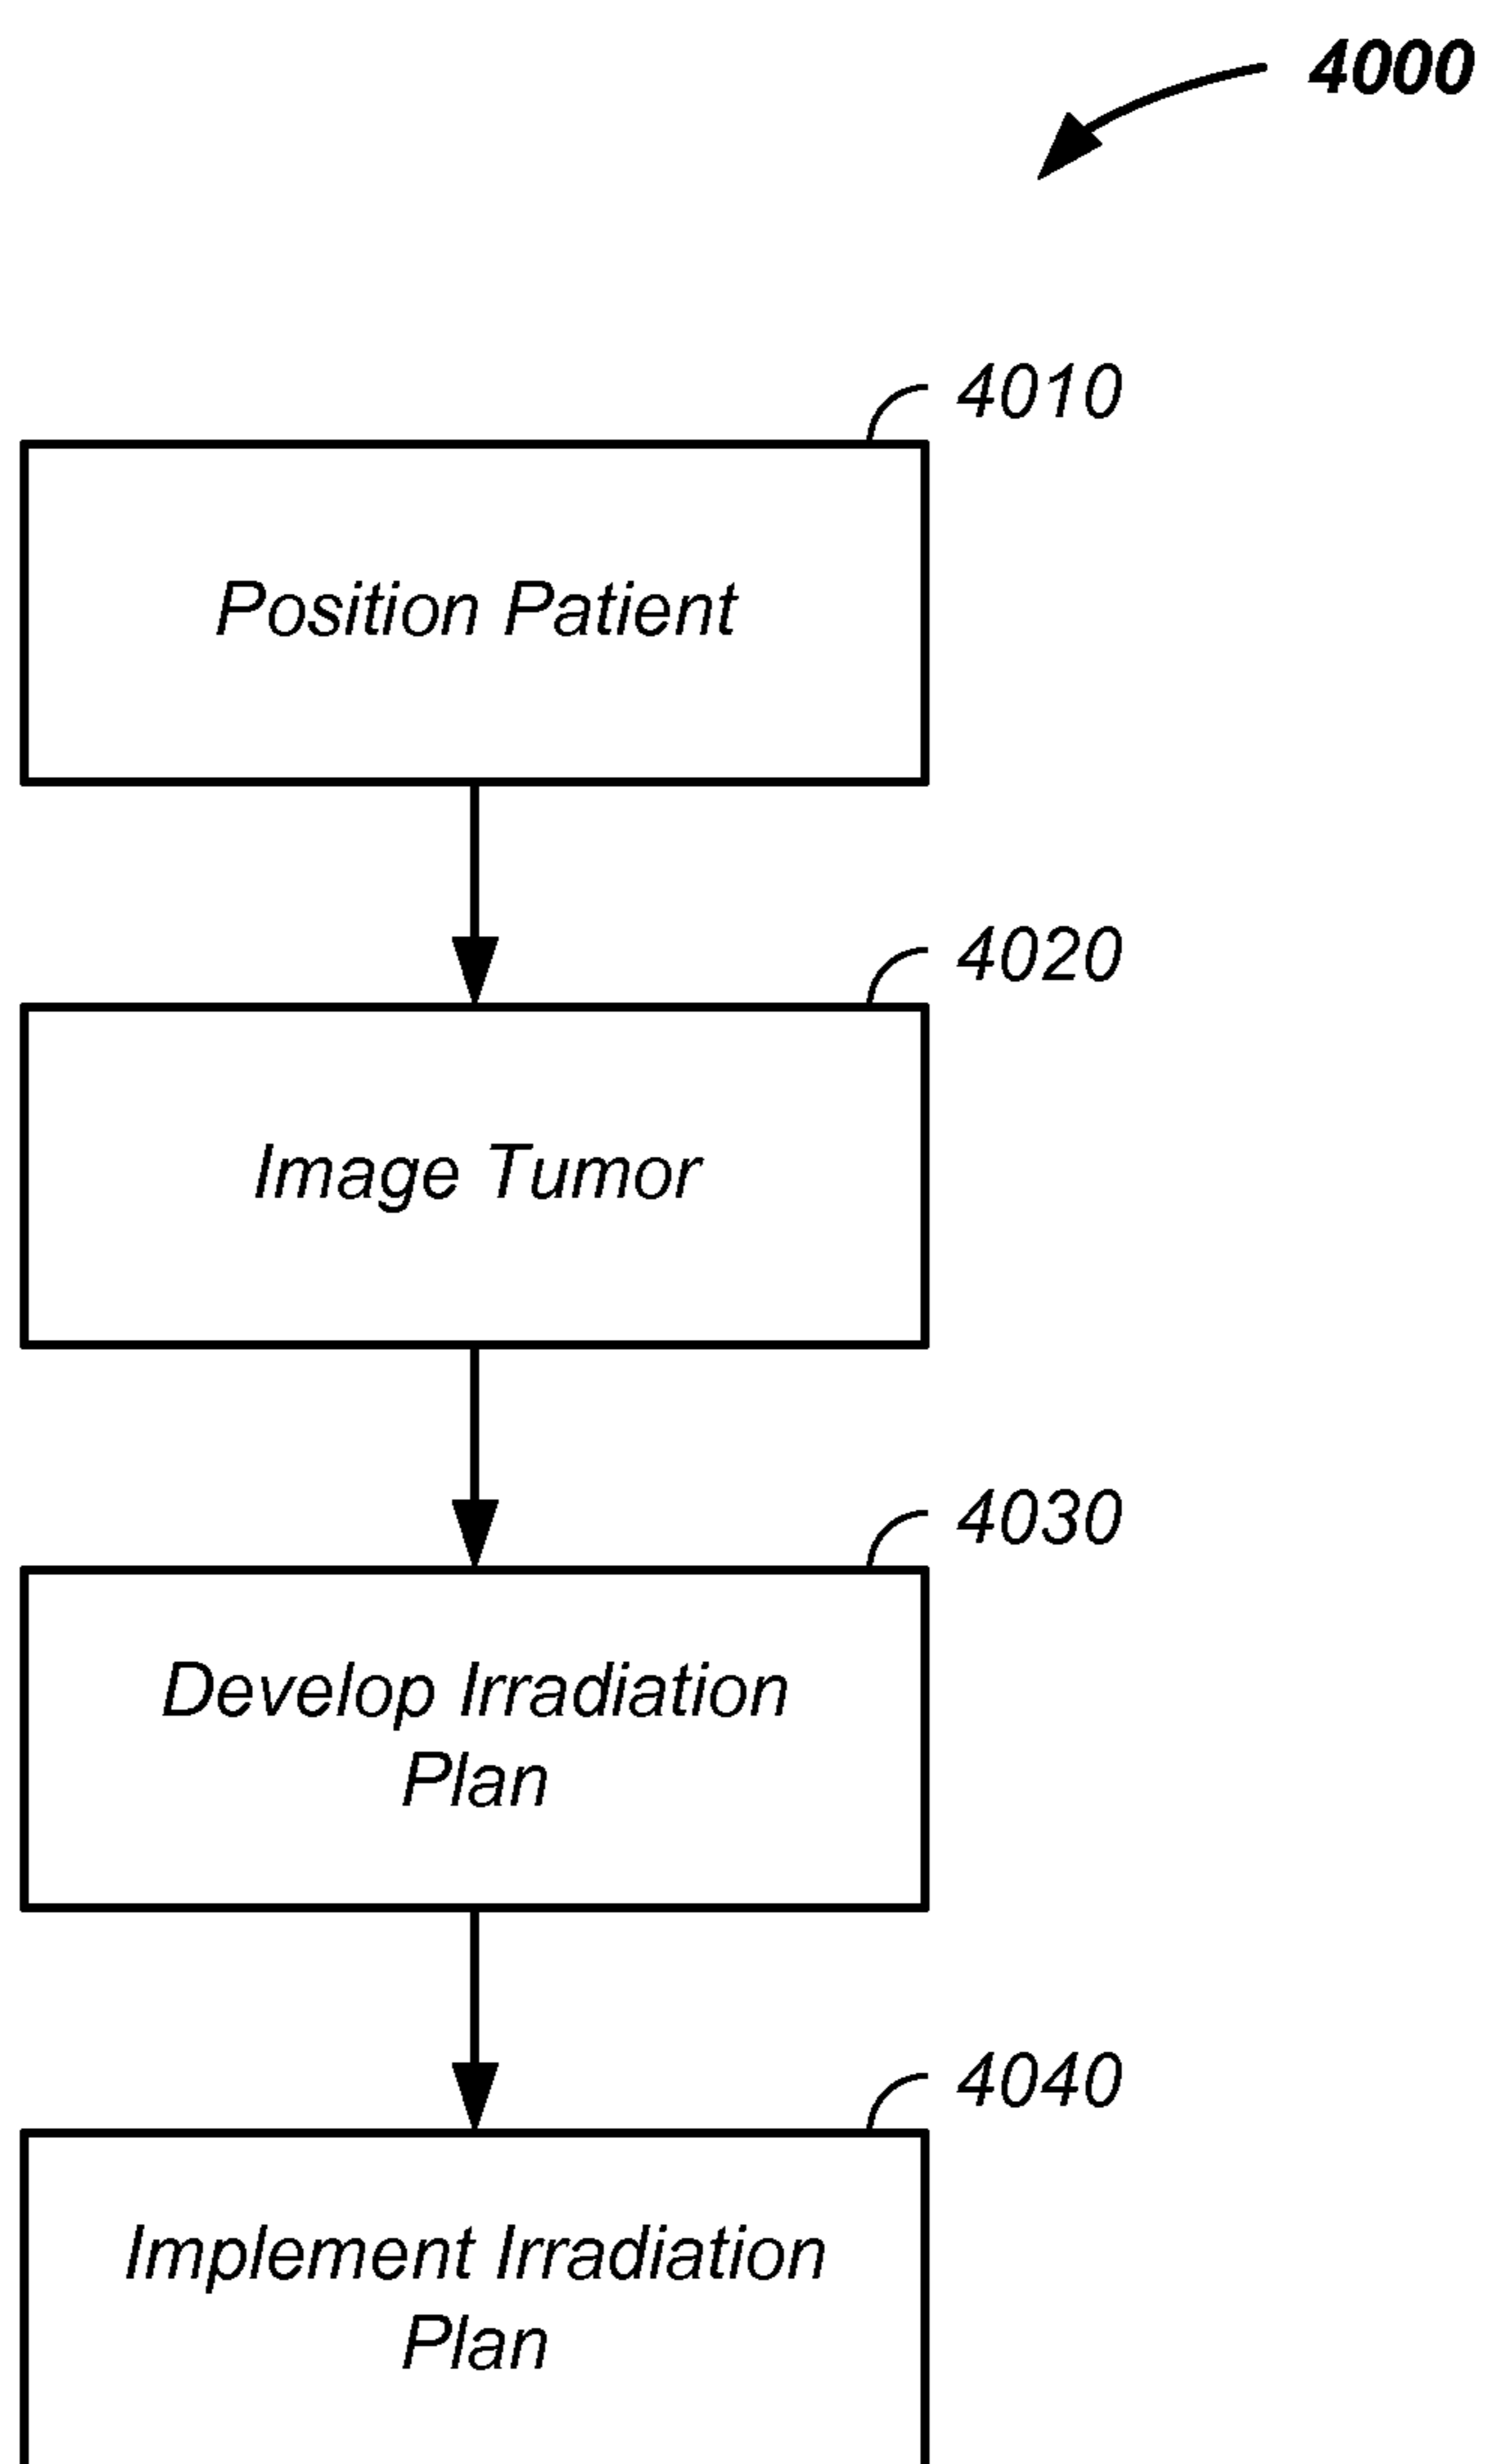 4000
4010
Position Patient
4020
Image Tumor
4030
Develop Irradiation
Plan
4040
Implement Irradiation
Plan